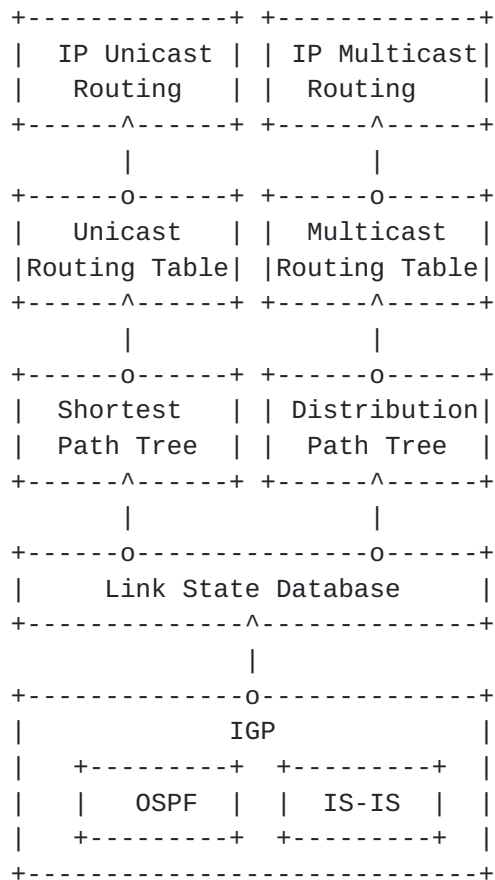 IP Unicast IP Multicast
Routing Routing
Unicast Multicast
Routing Table Routing Table
Shortest Distribution
Path Tree Path Tree
Link State Database
IGP
OSPF IS-IS